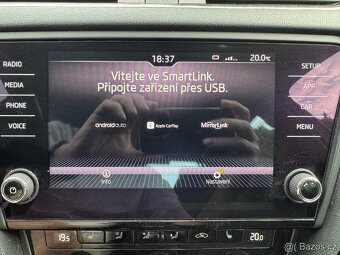 18:37
20.0°C
RADIO
MEDIA
PHONE
VOICE
Vítejte ve SmartLink.
Připojte zařízení přes USB.
SETUP
APP
CAR
MENU
androidauto
Apple CarPlay
MirrorLink
Info
Nastavení
19.5
20.0
Bazoš.cz